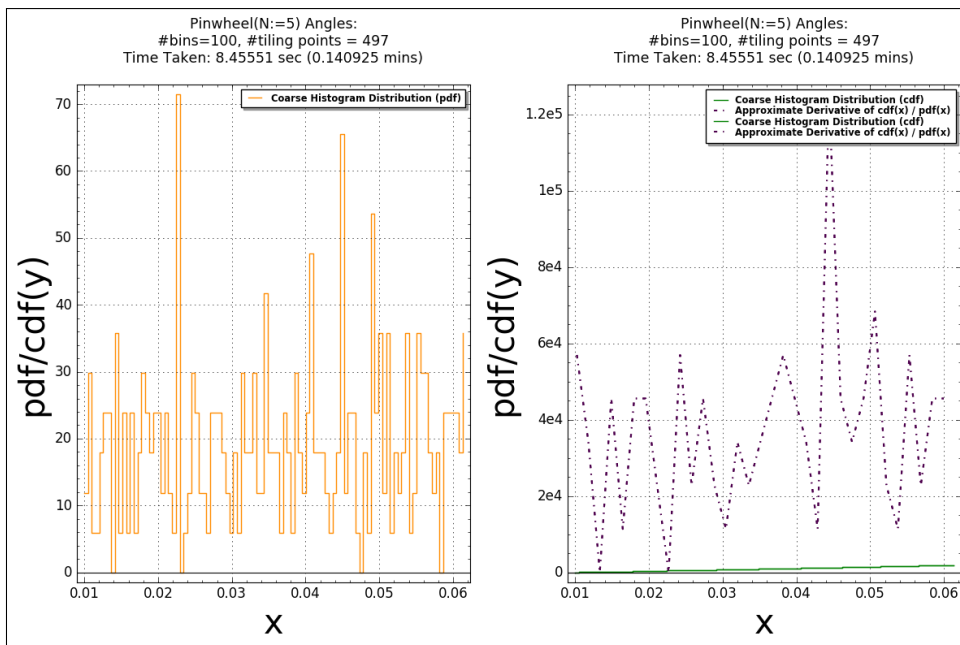 Pinwheel(N:=5) Angles:
#bins=100, #tiling points = 497
Time Taken: 8.45551 sec (0.140925 mins)
Coarse Histogram Distribution (pdf)
70
60
50
40
30
20
10
0
pdf/cdf(y)
0.01 0.02 0.03 0.04 0.05 0.06
x
Pinwheel(N:=5) Angles:
#bins=100, #tiling points = 497
Time Taken: 8.45551 sec (0.140925 mins)
Coarse Histogram Distribution (cdf)
Approximate Derivative of cdf(x) / pdf(x)
Coarse Histogram Distribution (cdf)
Approximate Derivative of cdf(x) / pdf(x)
1.2e5
1e5
8e4
6e4
4e4
2e4
0
pdf/cdf(y)
0.01 0.02 0.03 0.04 0.05 0.06
x